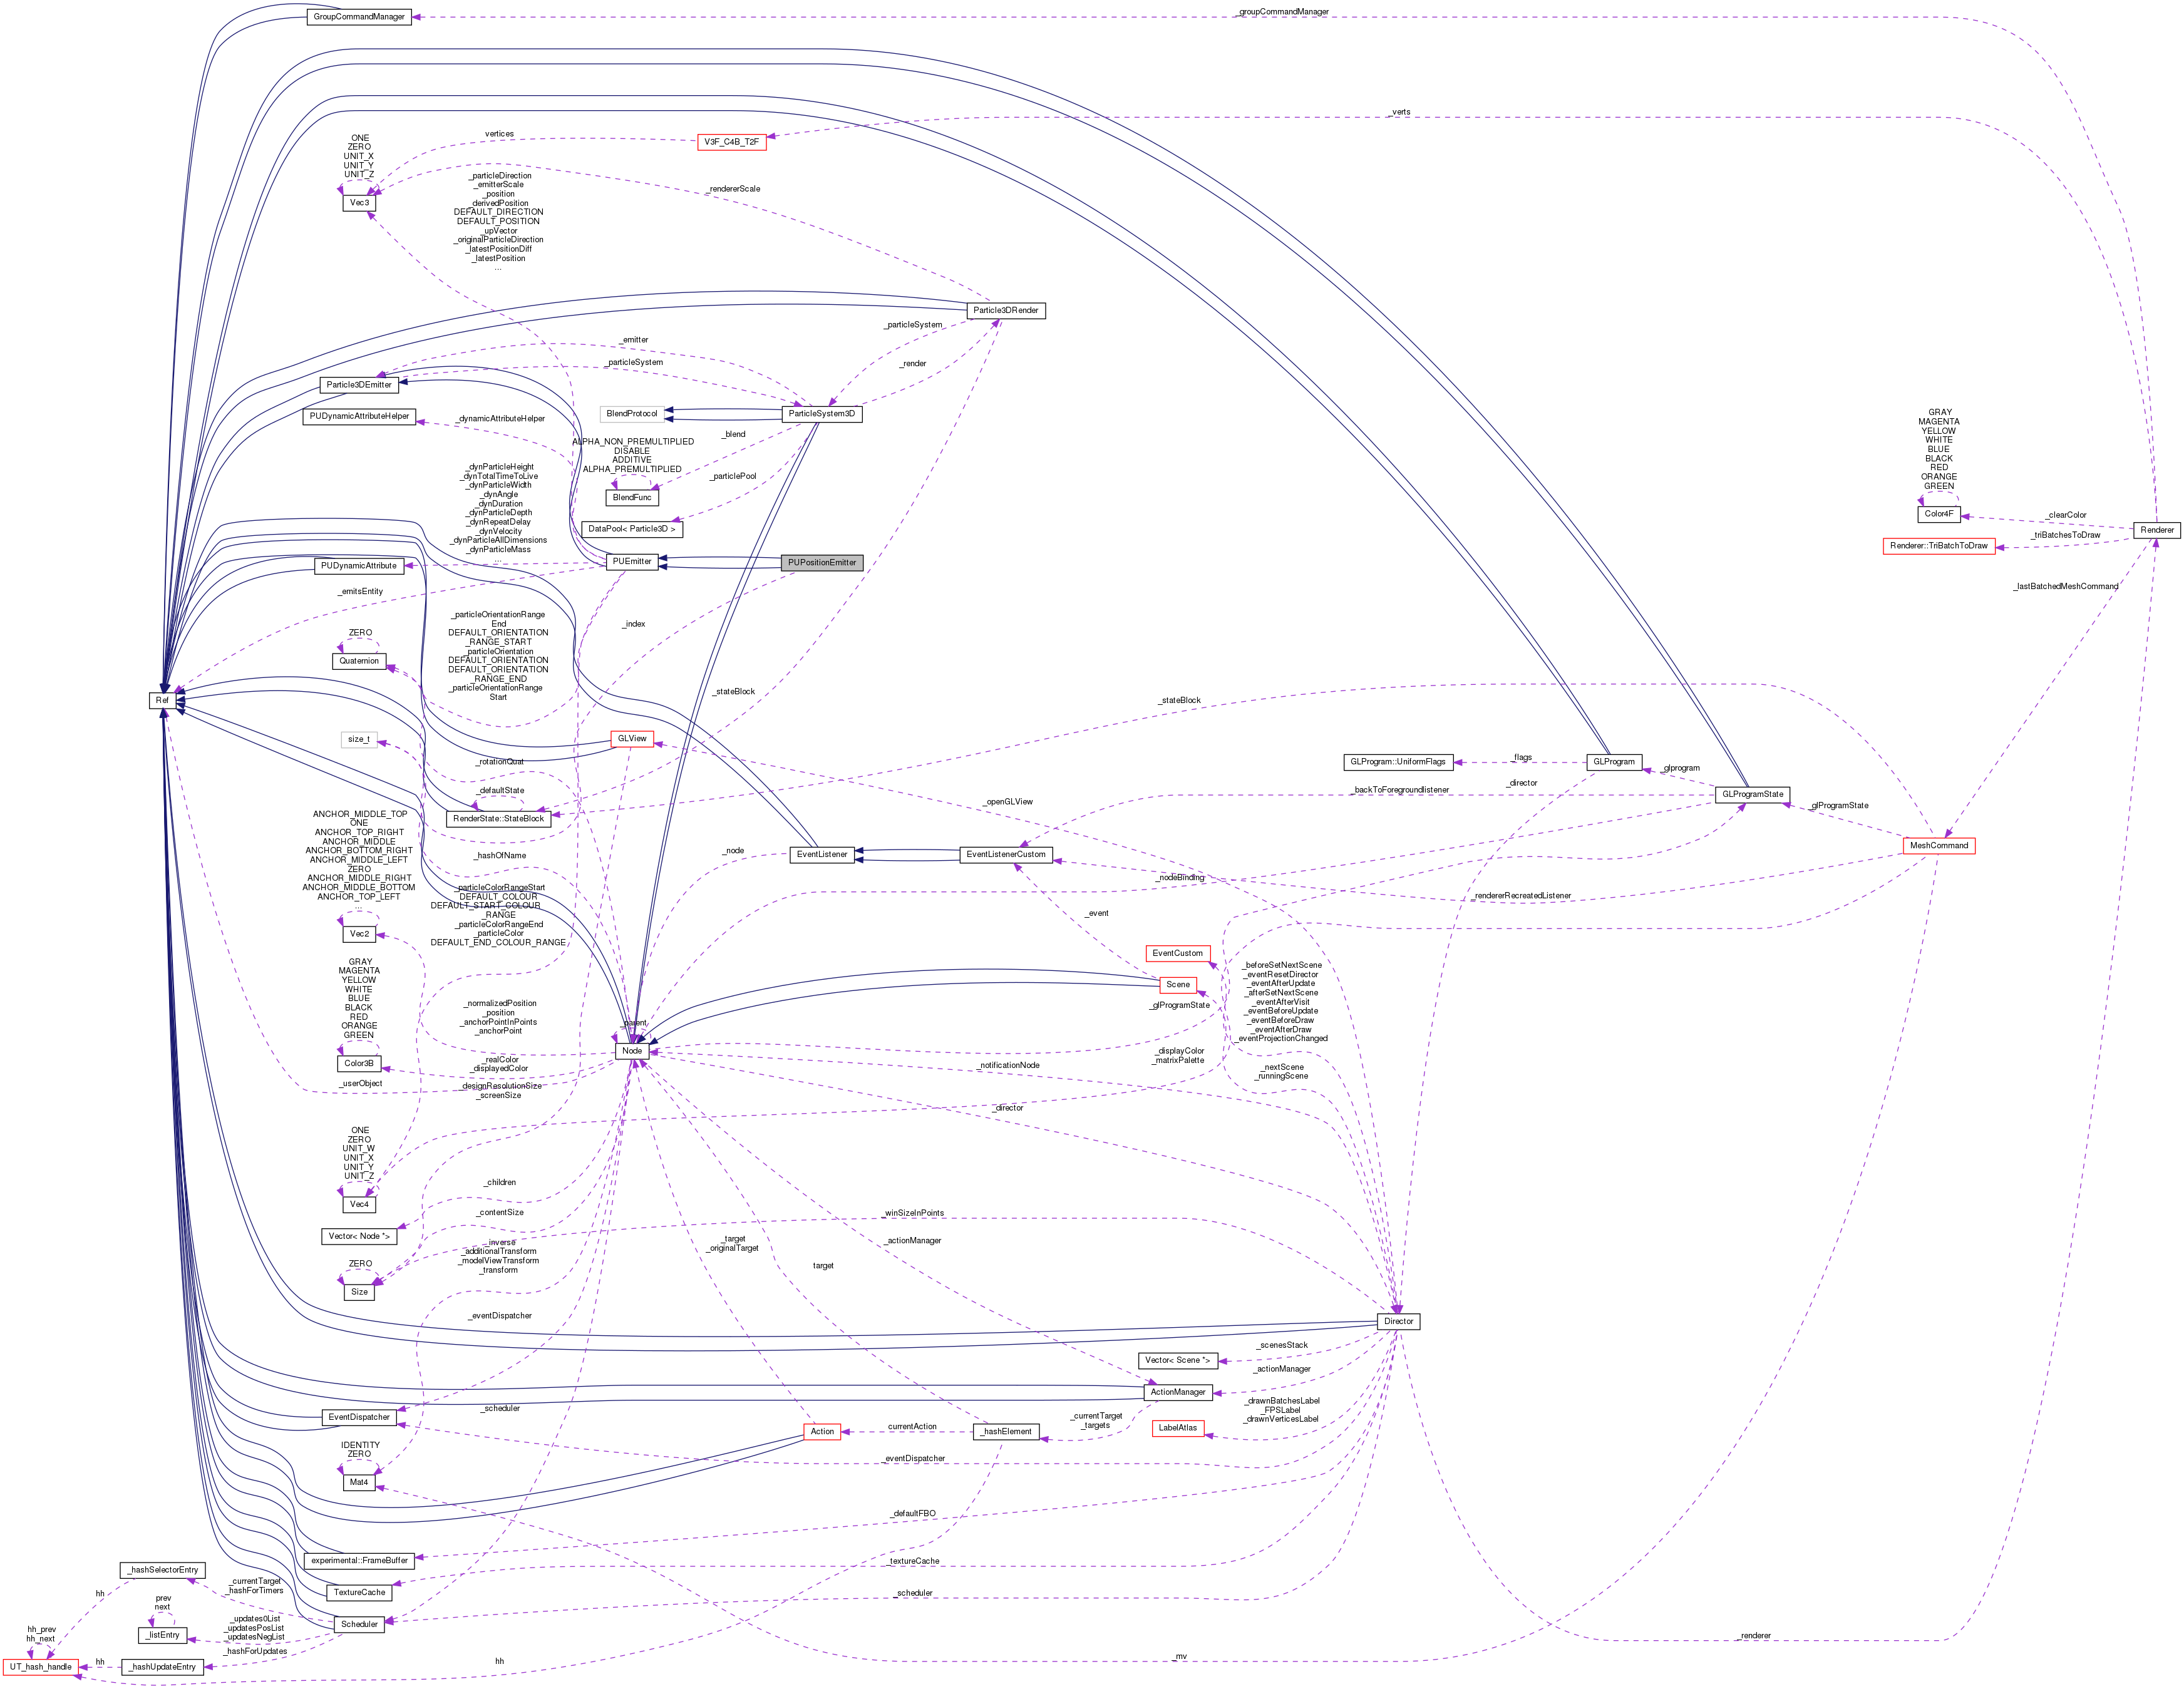 GroupCommandManager
_groupCommandManager
_verts
V3F_C4B_T2F
vertices
ONE
ZERO
UNIT_X
UNIT_Y
UNIT_Z
Vec3
_particleDirection
_emitterScale
_position
_derivedPosition
DEFAULT_DIRECTION
DEFAULT_POSITION
_upVector
_originalParticleDirection
_latestPositionDiff
_latestPosition
...
_rendererScale
Particle3DRender
_particleSystem
_emitter
_particleSystem
_render
Particle3DEmitter
PUDynamicAttributeHelper
_dynamicAttributeHelper
BlendProtocol
ParticleSystem3D
_blend
ALPHA_NON_PREMULTIPLIED
DISABLE
ADDITIVE
ALPHA_PREMULTIPLIED
BlendFunc
_particlePool
DataPool< Particle3D >
GRAY
MAGENTA
YELLOW
WHITE
BLUE
BLACK
RED
ORANGE
GREEN
Color4F
_clearColor
Renderer
_triBatchesToDraw
Renderer::TriBatchToDraw
_lastBatchedMeshCommand
_dynParticleHeight
_dynTotalTimeToLive
_dynParticleWidth
_dynAngle
_dynDuration
_dynParticleDepth
_dynRepeatDelay
_dynVelocity
_dynParticleAllDimensions
_dynParticleMass
PUDynamicAttribute
PUEmitter
PUPositionEmitter
_emitsEntity
_index
ZERO
Quaternion
_particleOrientationRange
End
DEFAULT_ORIENTATION
_RANGE_START
_particleOrientation
DEFAULT_ORIENTATION
DEFAULT_ORIENTATION
_RANGE_END
_particleOrientationRange
Start
Ref
_stateBlock
_stateBlock
size_t
GLView
_rotationQuat
_defaultState
RenderState::StateBlock
_openGLView
GLProgram::UniformFlags
_flags
GLProgram
_glprogram
_director
_backToForegroundlistener
GLProgramState
_glProgramState
MeshCommand
ANCHOR_MIDDLE_TOP
ONE
ANCHOR_TOP_RIGHT
ANCHOR_MIDDLE
ANCHOR_BOTTOM_RIGHT
ANCHOR_MIDDLE_LEFT
ZERO
ANCHOR_MIDDLE_RIGHT
ANCHOR_MIDDLE_BOTTOM
ANCHOR_TOP_LEFT
...
Vec2
_hashOfName
_node
EventListener
EventListenerCustom
_nodeBinding
_rendererRecreatedListener
_particleColorRangeStart
DEFAULT_COLOUR
DEFAULT_START_COLOUR
_RANGE
_particleColorRangeEnd
_particleColor
DEFAULT_END_COLOUR_RANGE
_event
EventCustom
Scene
GRAY
MAGENTA
YELLOW
WHITE
BLUE
BLACK
RED
ORANGE
GREEN
Color3B
_normalizedPosition
_position
_anchorPointInPoints
_anchorPoint
_parent
Node
_glProgramState
_beforeSetNextScene
_eventResetDirector
_eventAfterUpdate
_afterSetNextScene
_eventAfterVisit
_eventBeforeUpdate
_eventBeforeDraw
_eventAfterDraw
_eventProjectionChanged
_realColor
_displayedColor
_userObject
_designResolutionSize
_screenSize
_displayColor
_matrixPalette
_notificationNode
_nextScene
_runningScene
_director
ONE
ZERO
UNIT_W
UNIT_X
UNIT_Y
UNIT_Z
Vec4
_children
Vector< Node *>
_contentSize
_winSizeInPoints
_inverse
_additionalTransform
_modelViewTransform
_transform
ZERO
Size
_target
_originalTarget
_actionManager
target
_eventDispatcher
Director
_scenesStack
Vector< Scene *>
_actionManager
ActionManager
_drawnBatchesLabel
_FPSLabel
_drawnVerticesLabel
LabelAtlas
EventDispatcher
_scheduler
Action
currentAction
_hashElement
_currentTarget
_targets
IDENTITY
ZERO
Mat4
_eventDispatcher
_defaultFBO
experimental::FrameBuffer
_textureCache
TextureCache
_hashSelectorEntry
hh
_currentTarget
_hashForTimers
_scheduler
Scheduler
prev
next
_listEntry
_updates0List
_updatesPosList
_updatesNegList
_hashForUpdates
hh_prev
hh_next
UT_hash_handle
hh
_hashUpdateEntry
hh
_mv
_renderer